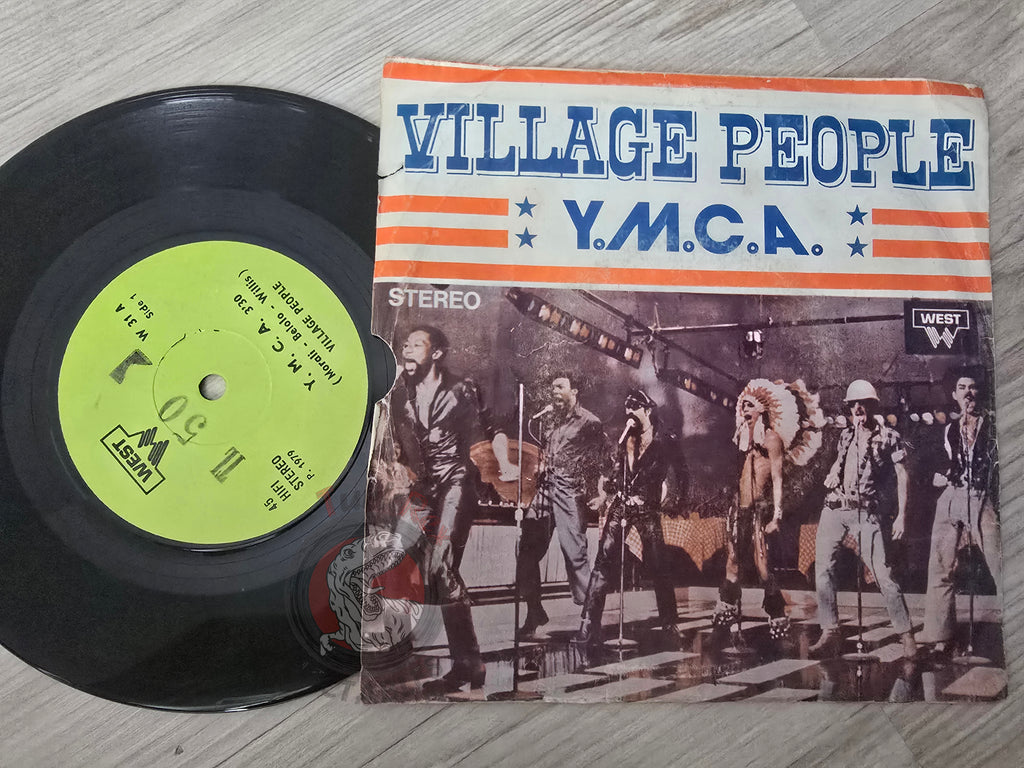 VILLAGE PEOPLE
Y.M.C.A.
STEREO
WEST
W
W 31 A
Side 1
Y. M. C. A. 3'30
( Morali - Belolo - Willis )
VILLAGE PEOPLE
WEST
W
45
HIFI
STEREO
P. 1979
50